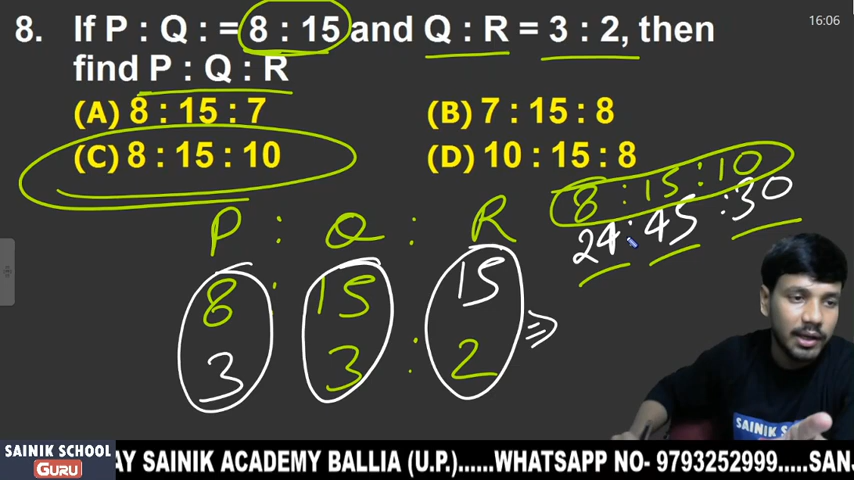 16:06
8. If P : Q : = 8 : 15 and Q : R = 3 : 2, then
find P : Q : R
(A) 8 : 15 : 7 (B) 7 : 15 : 8
(C) 8 : 15 : 10 (D) 10 : 15 : 8
8 : 15 : 10
24 : 45 : 30
P : Q : R
8 : 15 15
3 3 : 2 ⇒
SAINIK
SAINIK SCHOOL
GURU
AY SAINIK ACADEMY BALLIA (U.P.)......WHATSAPP NO- 9793252999.....SANJ